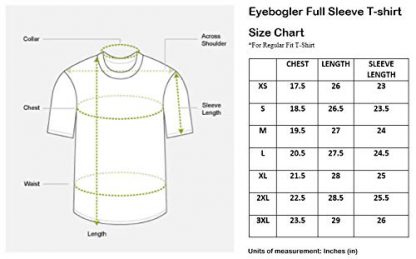 Collar
Across
Shoulder
Chest
Sleeve
Length
Waist
Length
Eyebogler Full Sleeve T-shirt
Size Chart
*For Regular Fit T-Shirt
CHEST LENGTH SLEEVE
LENGTH
XS 17.5 26 23
S 18.5 26.5 23.5
M 19.5 27 24
L 20.5 27.5 24.5
XL 21.5 28 25
2XL 22.5 28.5 25.5
3XL 23.5 29 26
Units of measurement: Inches (in)